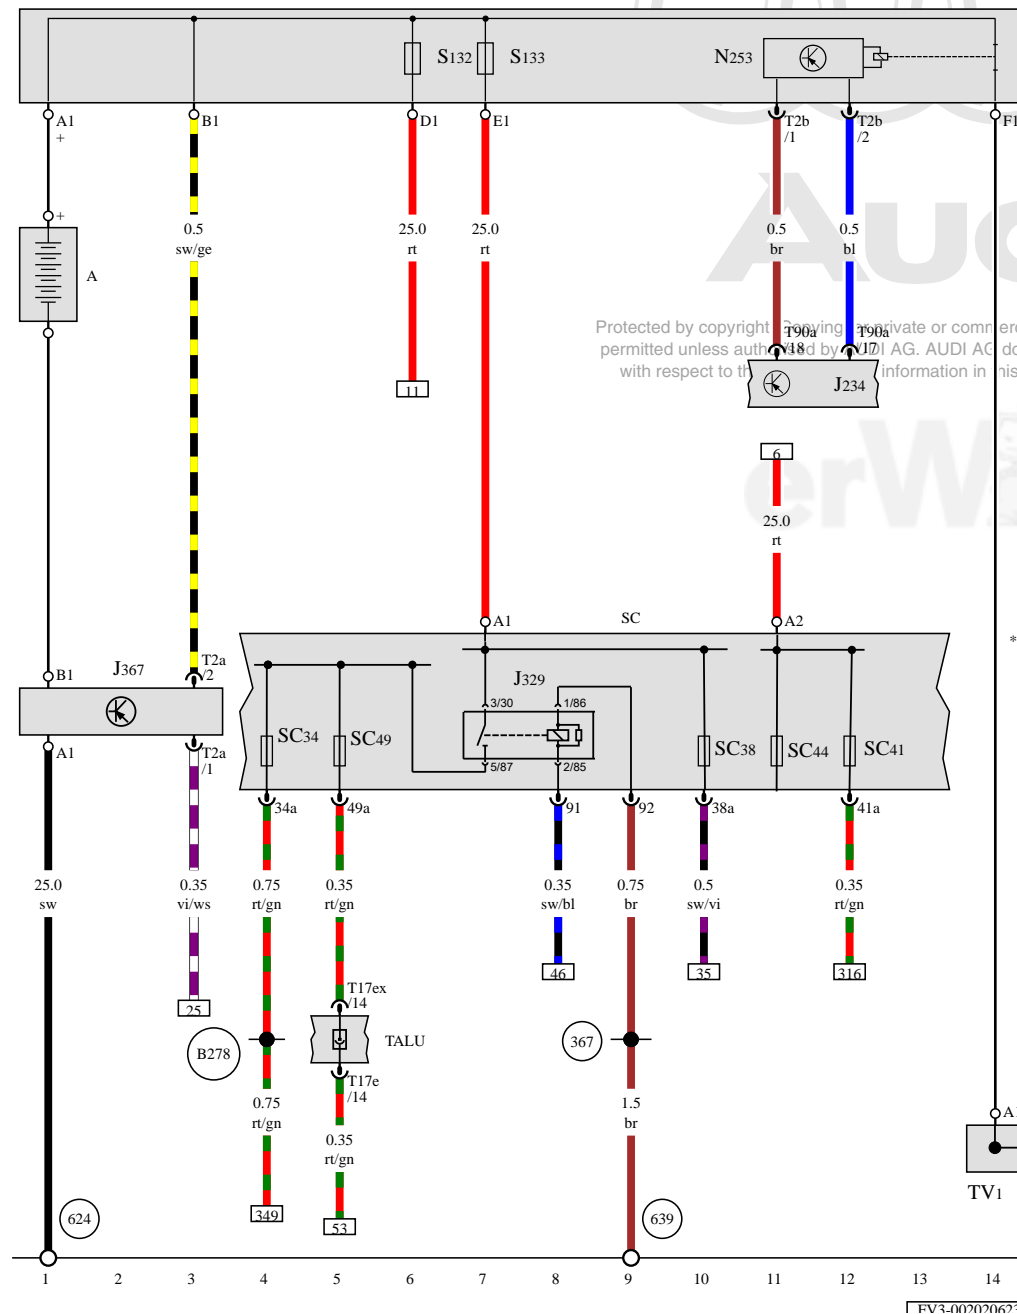 S132
S133
N253
A1
+
B1
D1
E1
T2b
/1
T2b
/2
F1
+
A
0.5
sw/ge
25.0
rt
25.0
rt
0.5
br
0.5
bl
Protected by copyright
permitted unless
with respect to
information in
T90a
/18
T90a
/17
J234
11
6
25.0
rt
A1
SC
A2
*
B1
J367
T2a
/2
J329
3/30
1/86
SC34
SC49
SC38
SC44
SC41
5/87
2/85
A1
T2a
/1
34a
49a
91
92
38a
41a
25.0
sw
0.35
vi/ws
0.75
rt/gn
0.35
rt/gn
0.35
sw/bl
0.75
br
0.5
sw/vi
0.35
rt/gn
46
35
316
25
T17ex
/14
B278
TALU
367
T17e
/14
0.75
rt/gn
0.35
rt/gn
1.5
br
TV1
349
53
624
639
1 2 3 4 5 6 7 8 9 10 11 12 13 14
FV3-002020623